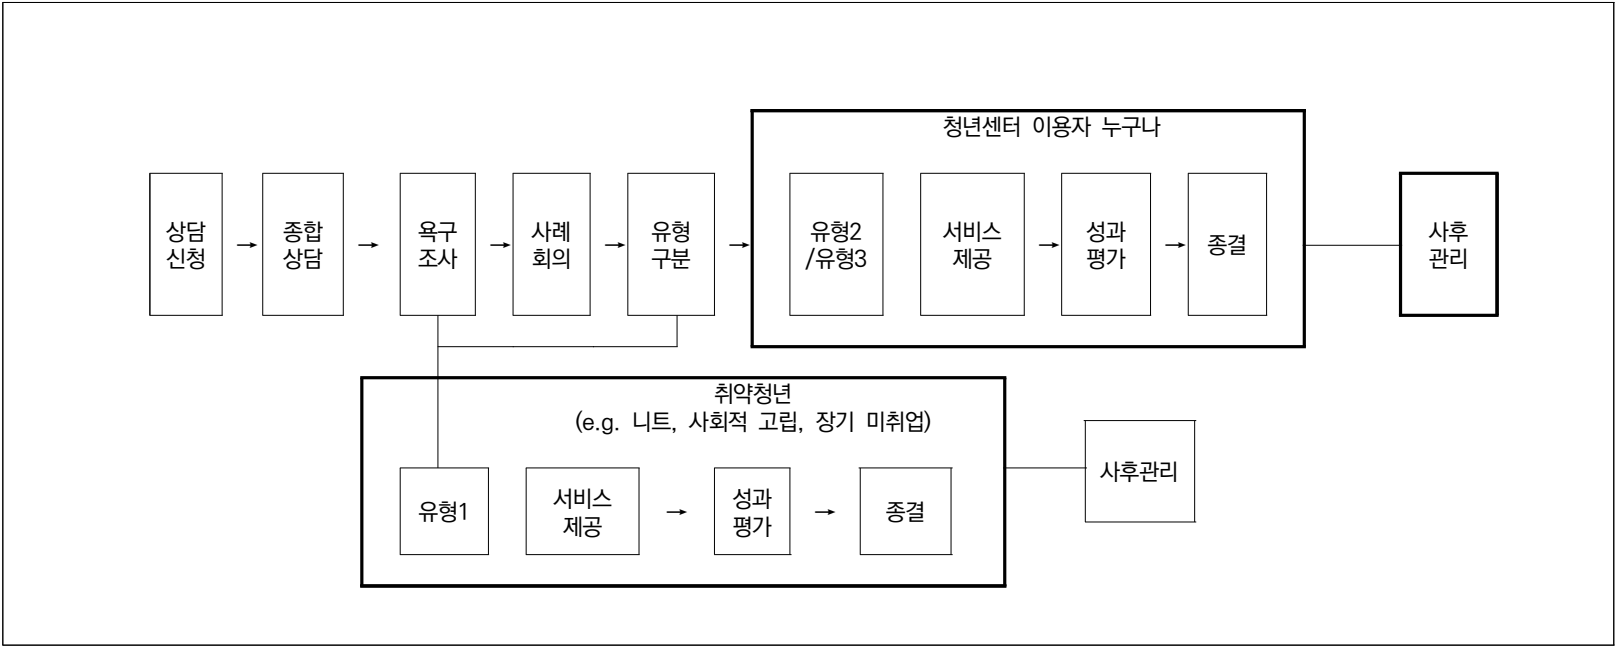 청년센터 이용자 누구나
상담
신청
→
종합
상담
→
욕구
조사
→
사례
회의
→
유형
구분
→
유형2
/유형3
서비스
제공
→
성과
평가
→
종결
사후
관리
취약청년
(e.g. 니트, 사회적 고립, 장기 미취업)
유형1
서비스
제공
→
성과
평가
→
종결
사후관리